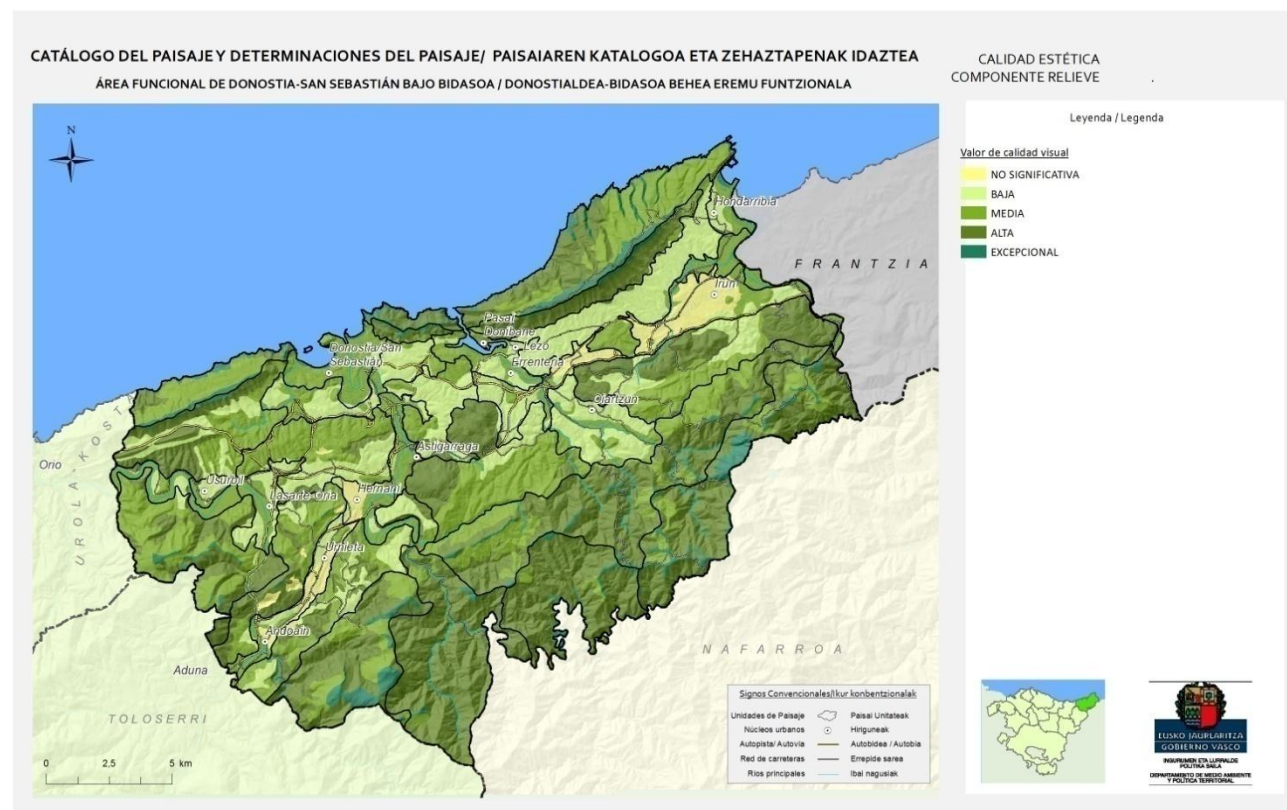 CATÁLOGO DEL PAISAJE Y DETERMINACIONES DEL PAISAJE/ PAISAIAREN KATALOGOA ETA ZEHAZTAPENAK IDAZTEA
ÁREA FUNCIONAL DE DONOSTIA-SAN SEBASTIÁN BAJO BIDASOA / DONOSTIALDEA-BIDASOA BEHEA EREMU FUNTZIONALA
CALIDAD ESTÉTICA
COMPONENTE RELIEVE .
Leyenda / Legenda
Valor de calidad visual
NO SIGNIFICATIVA
BAJA
MEDIA
ALTA
EXCEPCIONAL
N
Hondarribia
FRANTZIA
Irun
Pasai
Donibane
Lezo
Donostia/San
Sebastián
Errenteria
Oiartzun
Astigarraga
Orio
UROLA-KOSTA
Usurbil
Lasarte-Oria
Hernani
Urnieta
Andoain
Aduna
NAFARROA
TOLOSERRI
0 2,5 5 km
Signos Convencionales/Ikur konbentzionalak
Unidades de Paisaje Paisai Unitateak
Núcleos urbanos Hiriguneak
Autopista/ Autovía Autobidea / Autobia
Red de carreteras Errepide sarea
Ríos principales Ibai nagusiak
EUSKO JAURLARITZA
GOBIERNO VASCO
INGURUMEN ETA LURRALDE
POLITIKA SAILA
DEPARTAMENTO DE MEDIO AMBIENTE
Y POLÍTICA TERRITORIAL